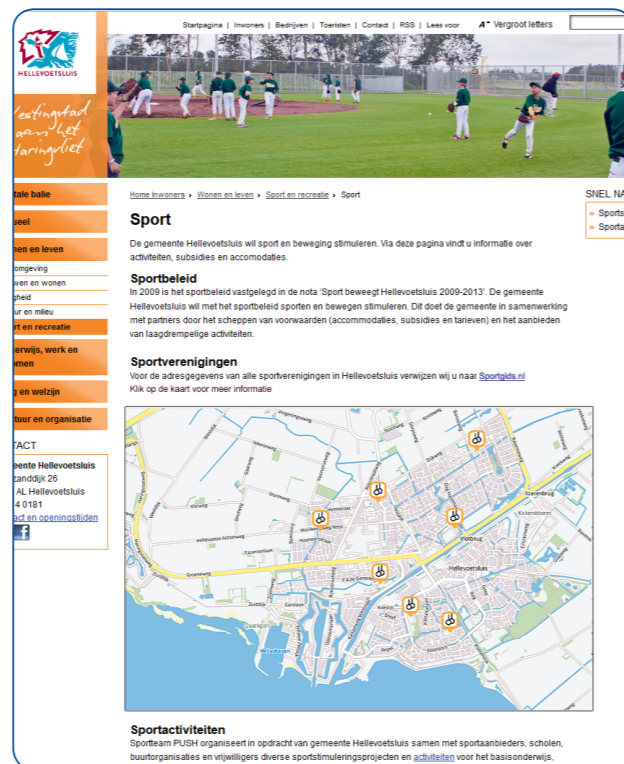 Startpagina | Inwoners | Bedrijven | Toeristen | Contact | RSS | Lees voor A^ Vergroot letters
HELLEVOETSLUIS
Vestingstad
aan het
Haringvliet
tale balie
ueel
nen en leven
omgeving
wen en wonen
gheid
ur en milieu
rt en recreatie
erwijs, werk en
omen
g en welzijn
tuur en organisatie
TACT
eente Hellevoetsluis
zanddijk 26
AL Hellevoetsluis
4 0181
act en openingstijden
f
Home Inwoners ▸ Wonen en leven ▸ Sport en recreatie ▸ Sport
Sport
De gemeente Hellevoetsluis wil sport en beweging stimuleren. Via deze pagina vindt u informatie over
activiteiten, subsidies en accomodaties.
Sportbeleid
In 2009 is het sportbeleid vastgelegd in de nota 'Sport beweegt Hellevoetsluis 2009-2013'. De gemeente
Hellevoetsluis wil met het sportbeleid sporten en bewegen stimuleren. Dit doet de gemeente in samenwerking
met partners door het scheppen van voorwaarden (accommodaties, subsidies en tarieven) en het aanbieden
van laagdrempelige activiteiten.
Sportverenigingen
Voor de adresgegevens van alle sportverenigingen in Hellevoetsluis verwijzen wij u naar Sportgids.nl
Klik op de kaart voor meer informatie
Vlotbrug
Hellevoetsluis
Sportactiviteiten
Sportteam PUSH organiseert in opdracht van gemeente Hellevoetsluis samen met sportaanbieders, scholen,
buurtorganisaties en vrijwilligers diverse sportstimuleringsprojecten en activiteiten voor het basisonderwijs,
SNEL NA
» Sports
» Sporta